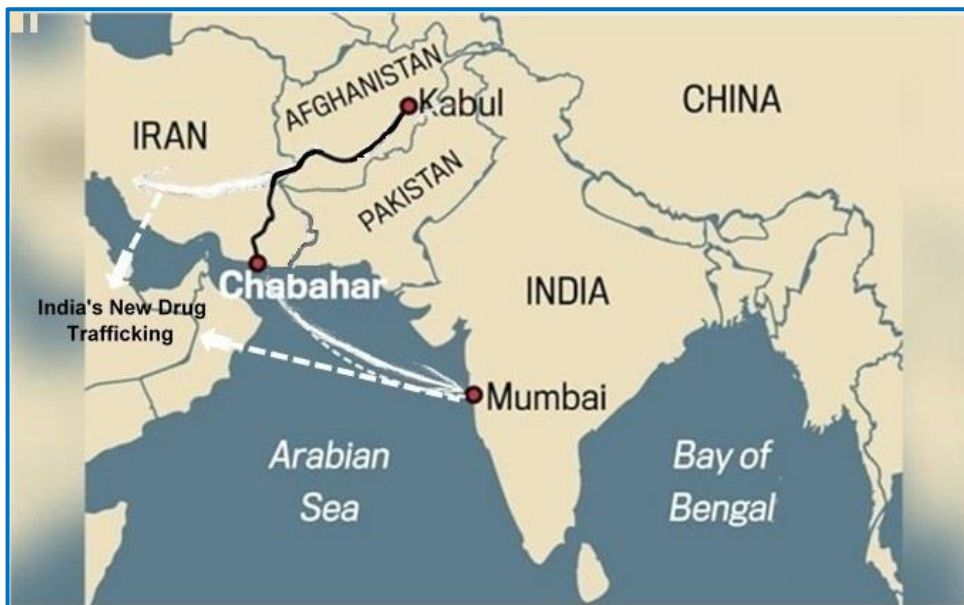 AFGHANISTAN
Kabul
CHINA
IRAN
PAKISTAN
Chabahar
INDIA
India's New Drug
Trafficking
Mumbai
Arabian
Sea
Bay of
Bengal